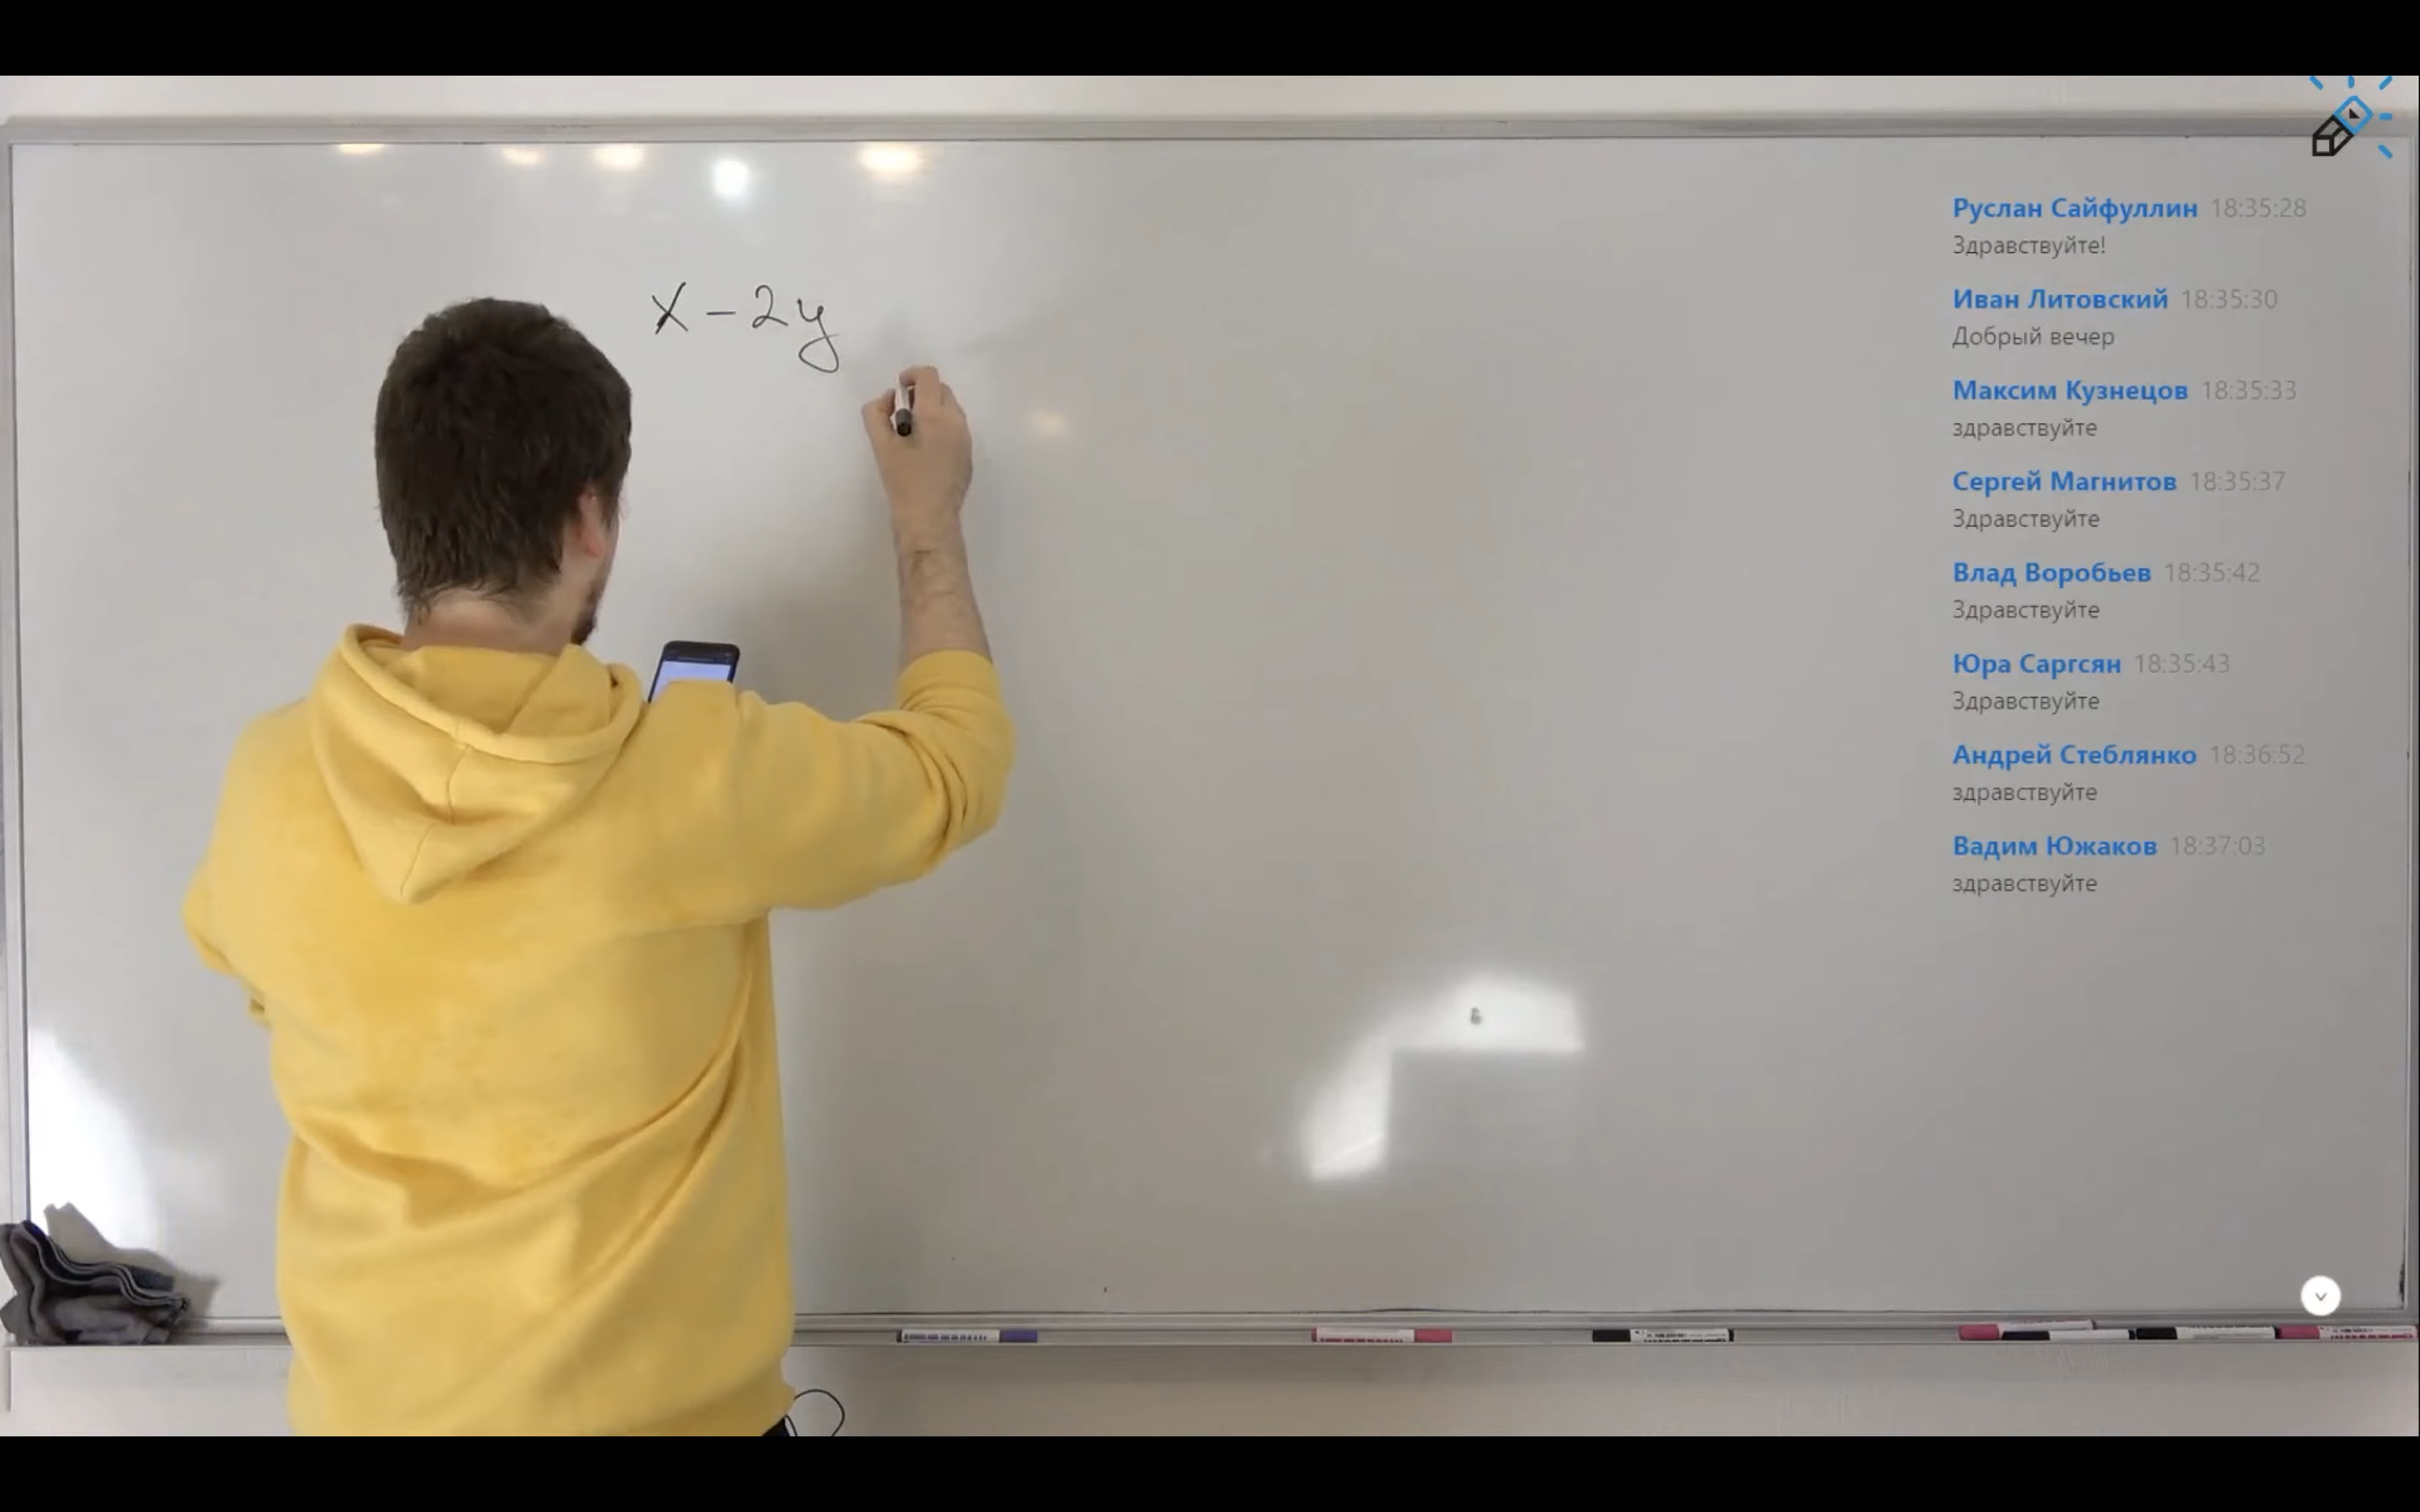 x - 2y
Руслан Сайфуллин 18:35:28
Здравствуйте!
Иван Литовский 18:35:30
Добрый вечер
Максим Кузнецов 18:35:33
здравствуйте
Сергей Магнитов 18:35:37
Здравствуйте
Влад Воробьев 18:35:42
Здравствуйте
Юра Саргсян 18:35:43
Здравствуйте
Андрей Стеблянко 18:36:52
здравствуйте
Вадим Южаков 18:37:03
здравствуйте